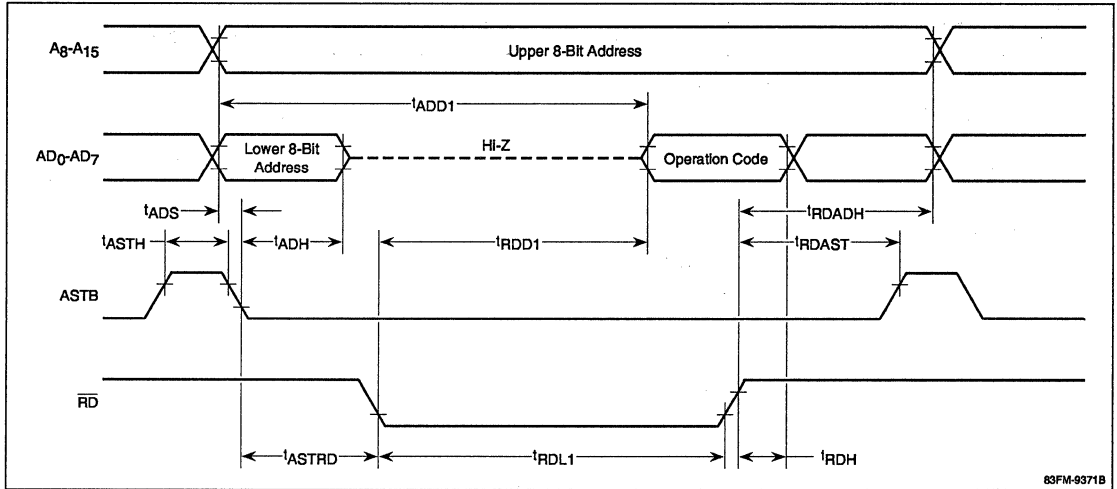 A8-A15
Upper 8-Bit Address
tADD1
AD0-AD7
Lower 8-Bit
Address
HI-Z
Operation Code
tADS
tRDADH
tASTH
tADH
tRDD1
tRDAST
ASTB
RD
tASTRD
tRDL1
tRDH
83FM-9371B